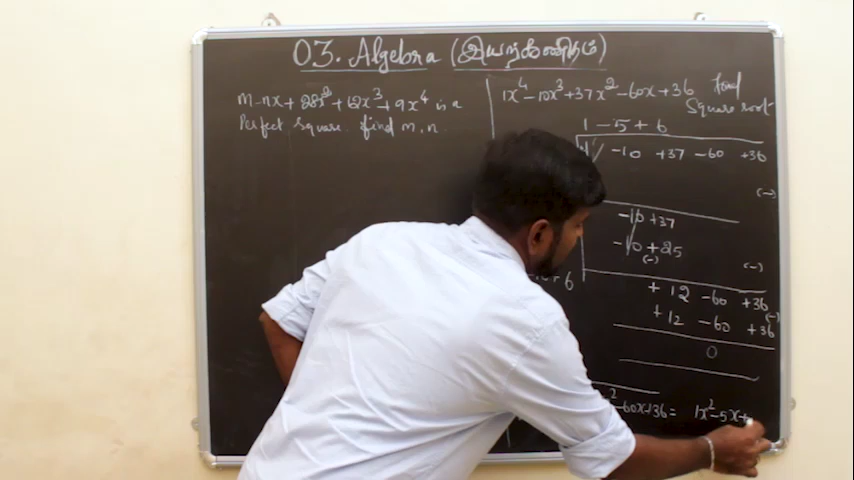 03. Algebra (இயற்கணிதம்)
m-nx+28x²+12x³+9x⁴ is a
Perfect square. find m,n.
1x⁴-10x³+37x²-60x+36 find
Square root
1 -5 + 6
1 -10 +37 -60 +36
(-)
-10 +37
-10 +25
(-) (-)
+6
+ 12 -60 +36
(-)
+12 -60 +36
0
²-60x+36 = 1x²-5x+